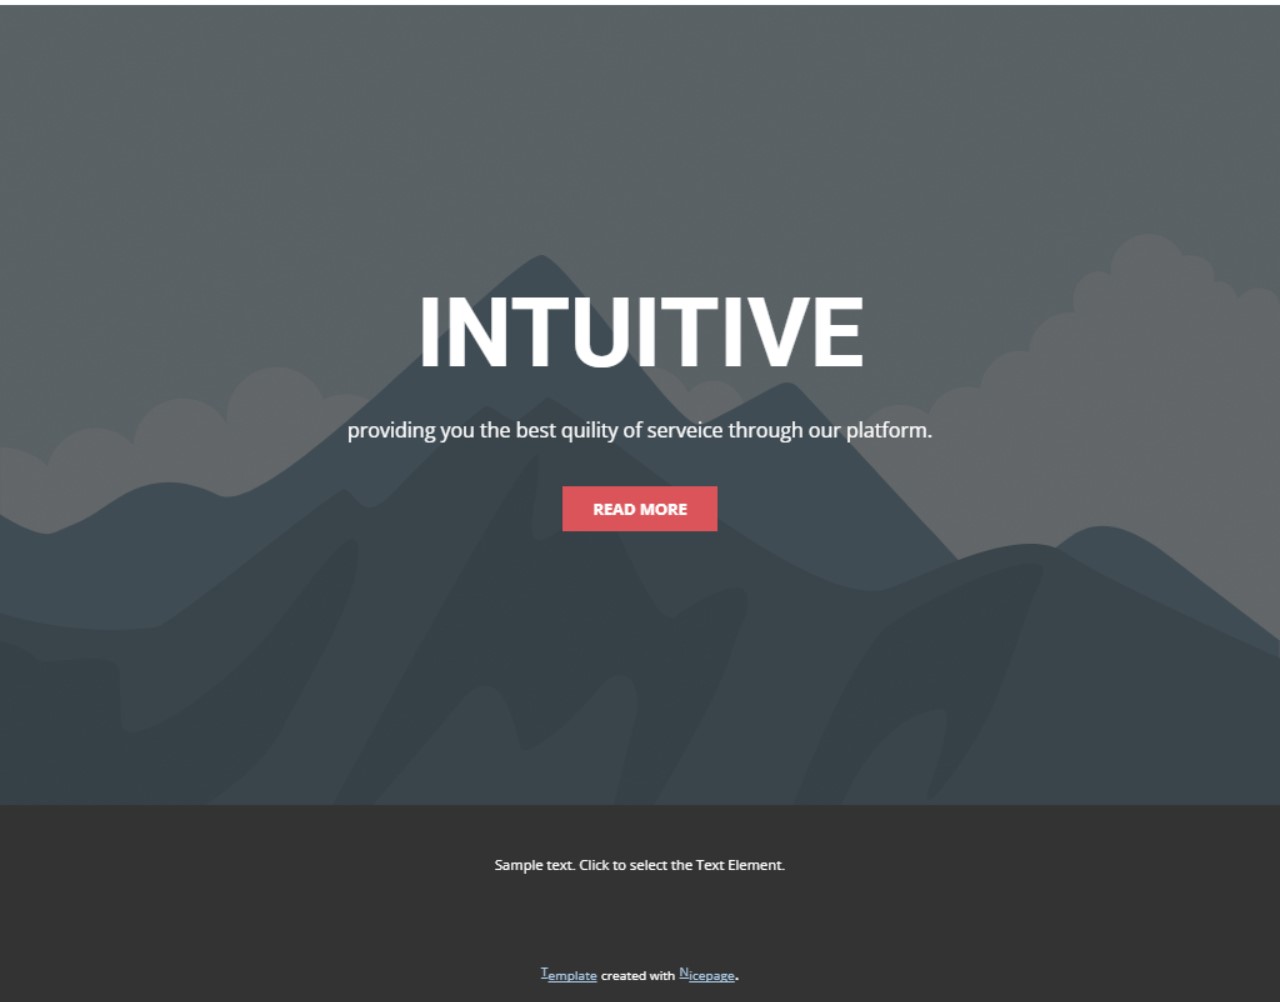 INTUITIVE
providing you the best quility of serveice through our platform.
READ MORE
Sample text. Click to select the Text Element.
Template created with Nicepage.